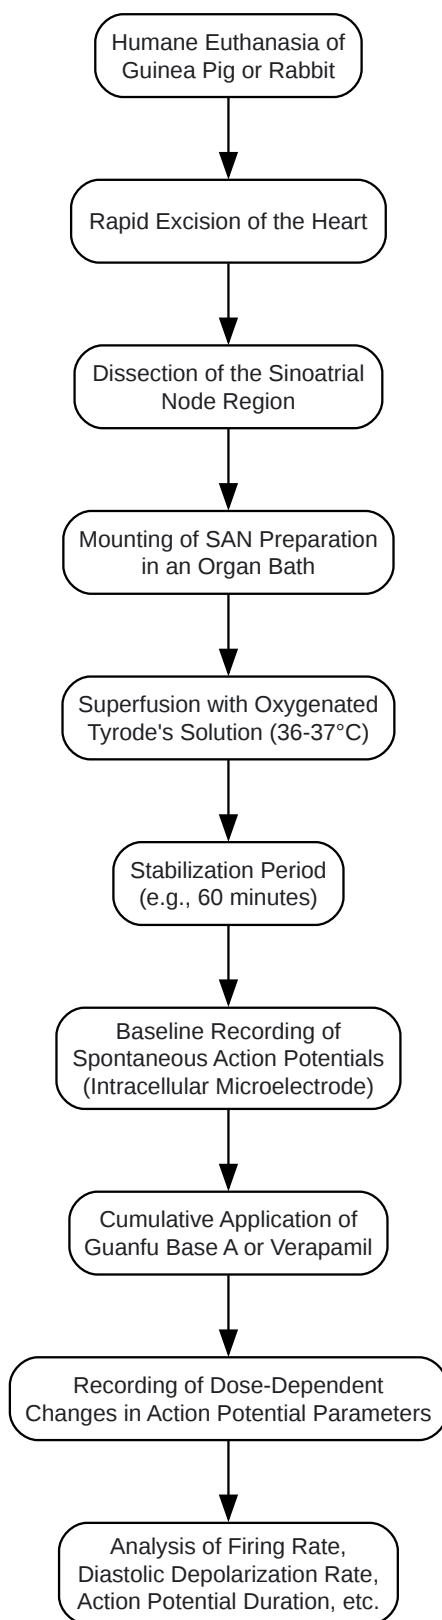 Humane Euthanasia of
Guinea Pig or Rabbit
Rapid Excision of the Heart
Dissection of the Sinoatrial
Node Region
Mounting of SAN Preparation
in an Organ Bath
Superfusion with Oxygenated
Tyrode's Solution (36-37°C)
Stabilization Period
(e.g., 60 minutes)
Baseline Recording of
Spontaneous Action Potentials
(Intracellular Microelectrode)
Cumulative Application of
Guanfu Base A or Verapamil
Recording of Dose-Dependent
Changes in Action Potential Parameters
Analysis of Firing Rate,
Diastolic Depolarization Rate,
Action Potential Duration, etc.